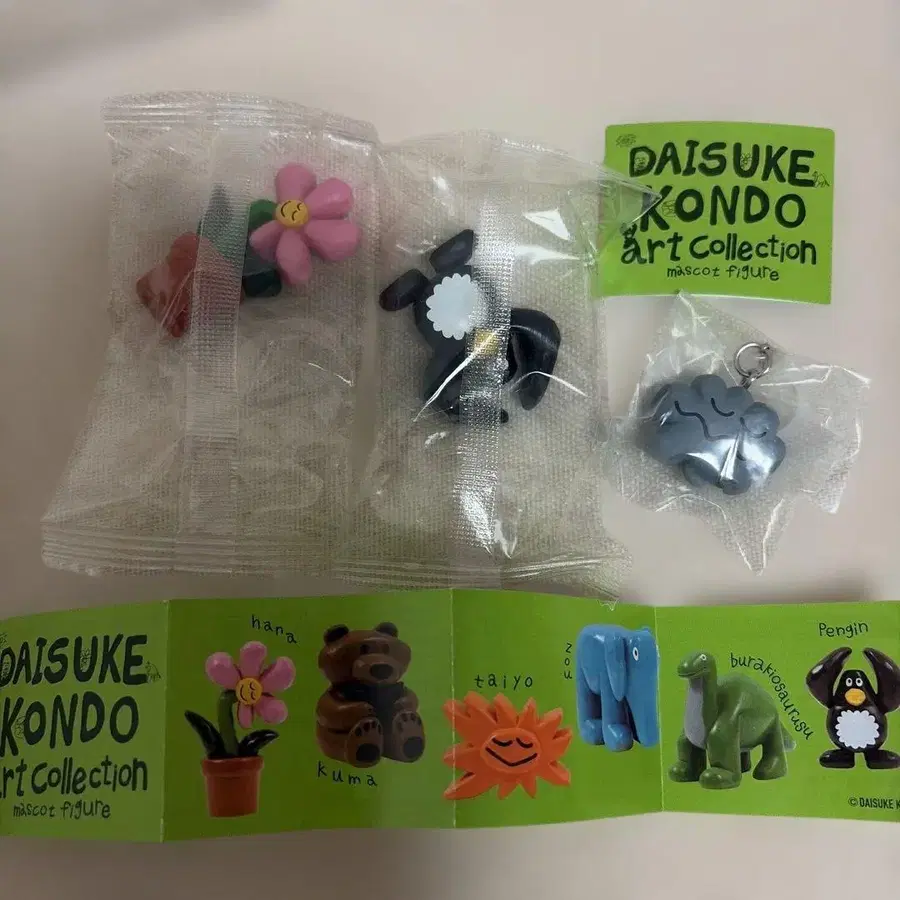 DAISUKE
KONDO
art collection
mascot figure
DAISUKE
KONDO
art collection
mascot figure
hana
kuma
taiyo
zou
burakiosaurusu
Pengin
© DAISUKE K